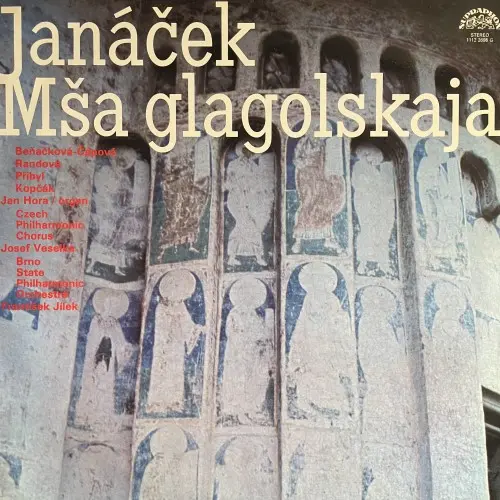 Janáček
Mša glagolskaja
SUPRAPHON
STEREO
Beňačková-Čápová
Randová
Přibyl
Kopčák
Jan Hora / organ
Czech
Philharmonic
Chorus
Josef Veselka
Brno
State
Philharmonic
Orchestra
František Jílek